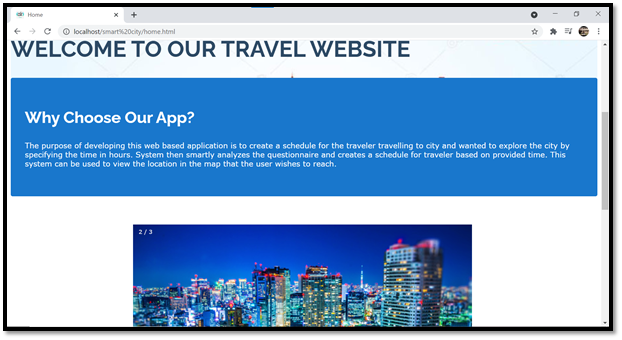 Home
localhost/smart%20city/home.html
WELCOME TO OUR TRAVEL WEBSITE
Why Choose Our App?
The purpose of developing this web based application is to create a schedule for the traveler travelling to city and wanted to explore the city by
specifying the time in hours. System then smartly analyzes the questionnaire and creates a schedule for traveler based on provided time. This
system can be used to view the location in the map that the user wishes to reach.
2 / 3